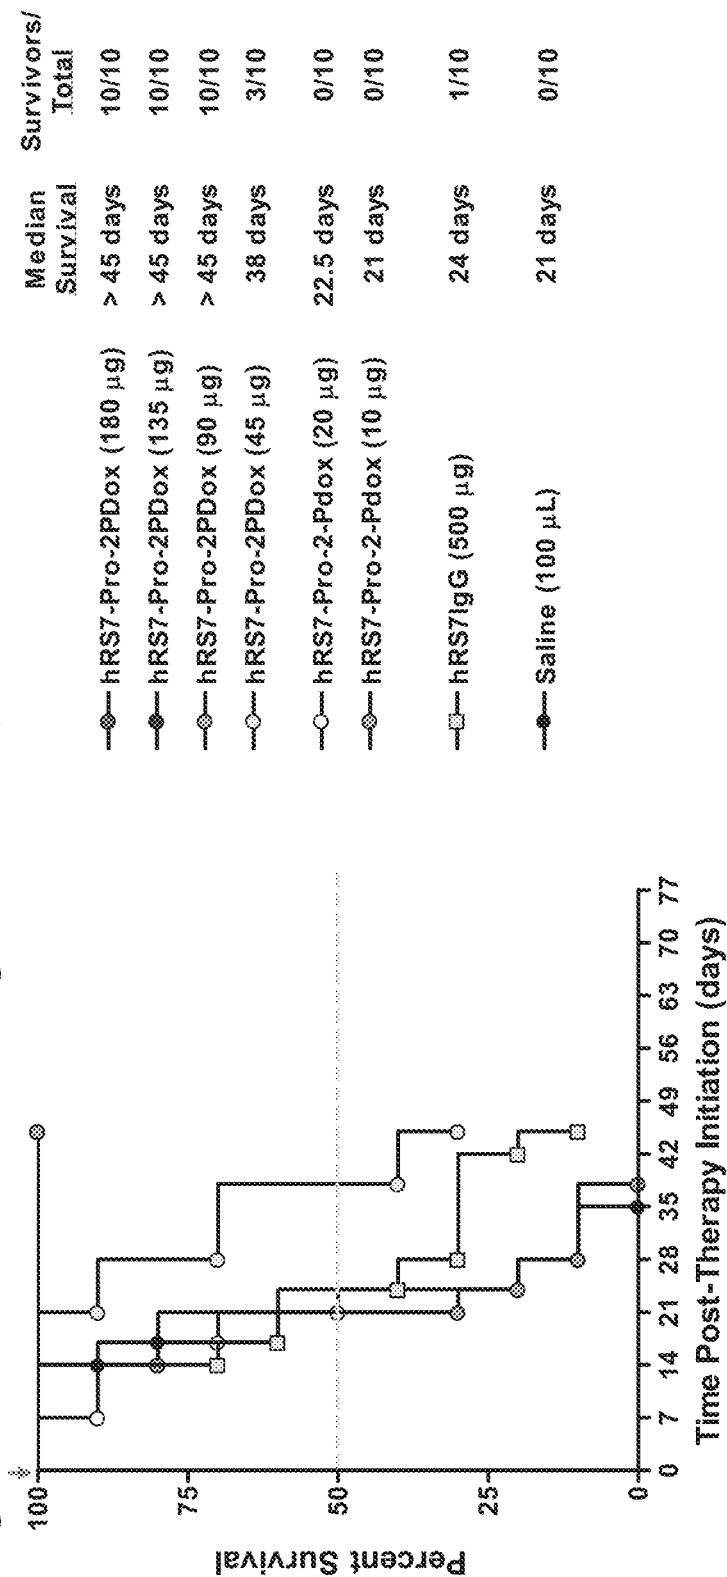 Percent Survival
100
75
50
25
0
0 7 14 21 28 35 42 49 56 63 70 77
Time Post-Therapy Initiation (days)
Median Survivors/
Survival Total
hRS7-Pro-2PDox (180 µg) > 45 days 10/10
hRS7-Pro-2PDox (135 µg) > 45 days 10/10
hRS7-Pro-2PDox (90 µg) > 45 days 10/10
hRS7-Pro-2PDox (45 µg) 38 days 3/10
hRS7-Pro-2-Pdox (20 µg) 22.5 days 0/10
hRS7-Pro-2-Pdox (10 µg) 21 days 0/10
hRS7IgG (500 µg) 24 days 1/10
Saline (100 µL) 21 days 0/10